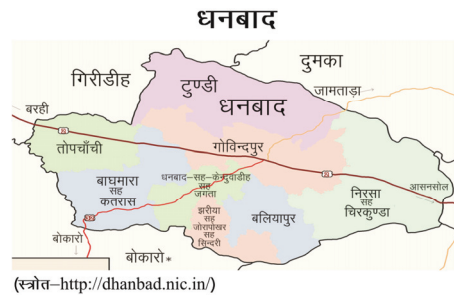 धनबाद
दुमका
गिरीडीह
टुण्डी
धनबाद
जामताड़ा
बरही
गोविन्दपुर
तोपचाँची
बाघमारा
सह
कतरास
धनबाद–सह–केन्दुवाडीह
सह
जगता
निरसा
सह
चिरकुण्डा
आसनसोल
झरीया
सह
जोरापोखर
सह
सिन्दरी
बलियापुर
बोकारो
बोकारो*
(स्त्रोत–http://dhanbad.nic.in/)